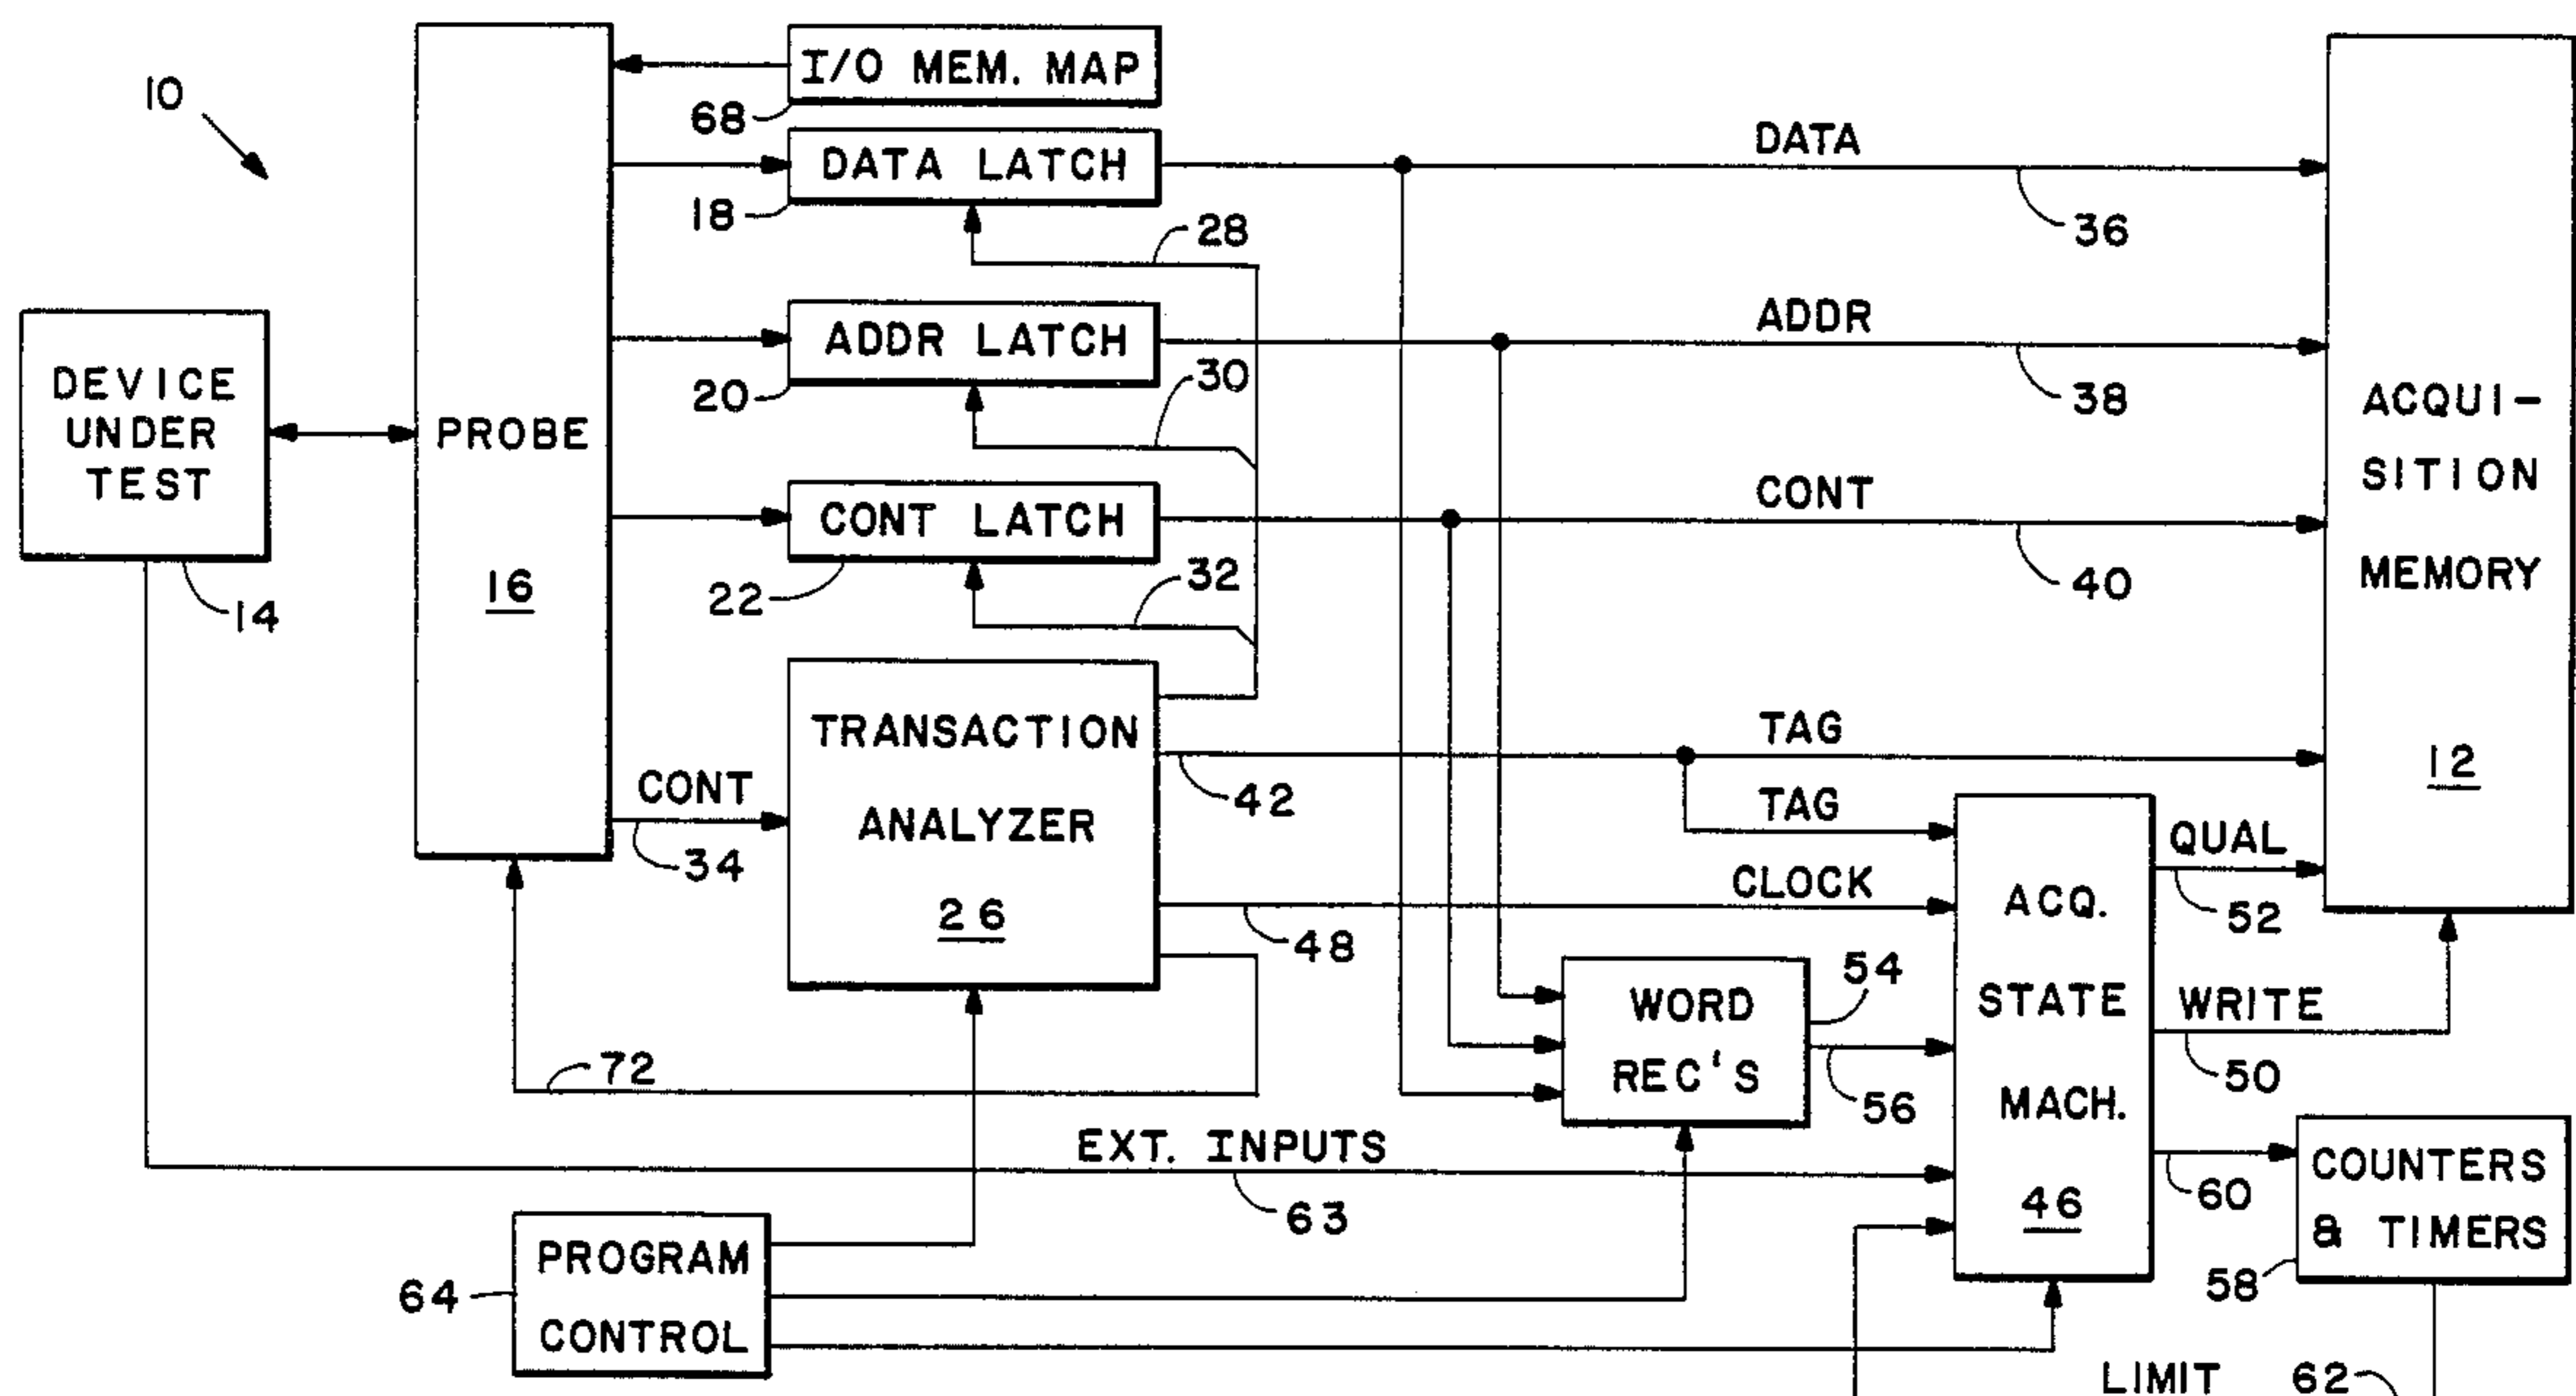 10
I/O MEM. MAP
68
DATA LATCH
18
28
DATA
36
ADDR LATCH
20
30
ADDR
38
DEVICE
UNDER
TEST
14
PROBE
16
CONT LATCH
22
32
CONT
40
ACQUI-
SITION
MEMORY
12
TRANSACTION
ANALYZER
26
CONT
34
TAG
42
TAG
CLOCK
48
QUAL
52
ACQ.
STATE
MACH.
46
WRITE
50
WORD
REC'S
54
56
72
EXT. INPUTS
63
60
COUNTERS
& TIMERS
58
PROGRAM
CONTROL
64
LIMIT
62